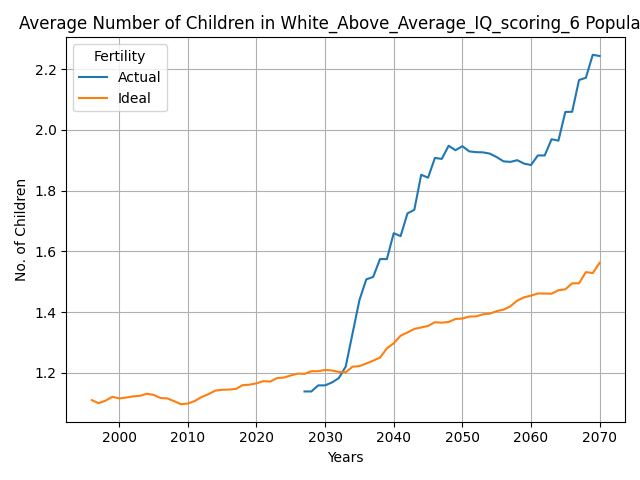 Average Number of Children in White_Above_Average_IQ_scoring_6 Popula
Fertility
Actual
Ideal
No. of Children
2.2
2.0
1.8
1.6
1.4
1.2
2000 2010 2020 2030 2040 2050 2060 2070
Years